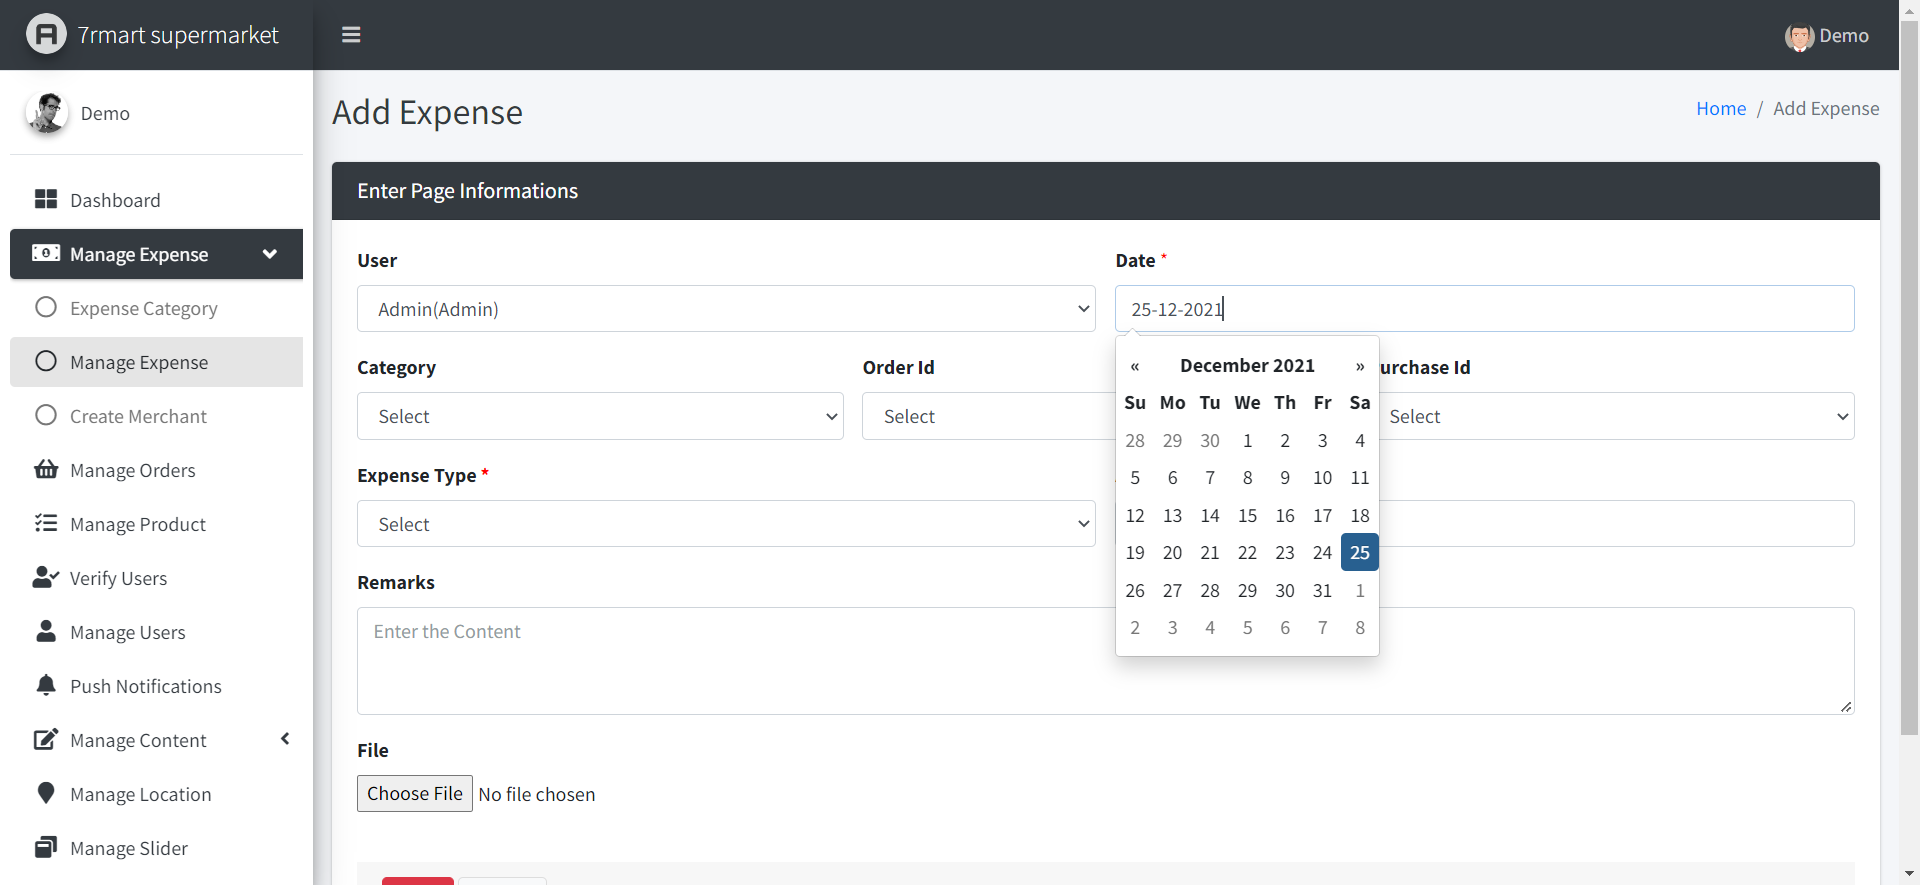 7rmart supermarket
Demo
Demo
Dashboard
Manage Expense
Expense Category
Manage Expense
Create Merchant
Manage Orders
Manage Product
Verify Users
Manage Users
Push Notifications
Manage Content
Manage Location
Manage Slider
Add Expense
Home / Add Expense
Enter Page Informations
User
Date *
Admin(Admin)
25-12-2021
Category
Order Id
urchase Id
Select
Select
Select
« December 2021 »
Su Mo Tu We Th Fr Sa
28 29 30 1 2 3 4
5 6 7 8 9 10 11
12 13 14 15 16 17 18
19 20 21 22 23 24 25
26 27 28 29 30 31 1
2 3 4 5 6 7 8
Expense Type *
Select
Remarks
Enter the Content
File
Choose File No file chosen